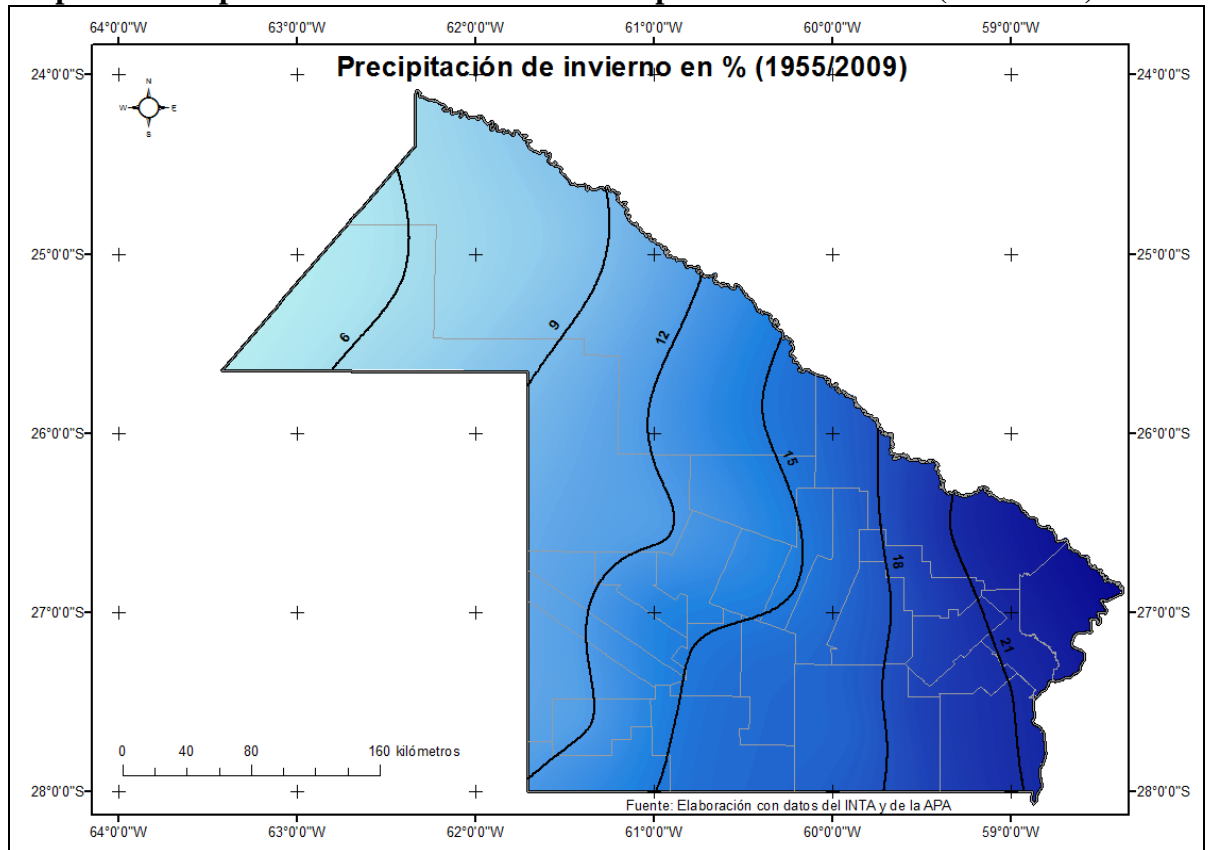 64°0'0"W 63°0'0"W 62°0'0"W 61°0'0"W 60°0'0"W 59°0'0"W
Precipitación de invierno en % (1955/2009)
24°0'0"S 24°0'0"S
N
W E
S
25°0'0"S 25°0'0"S
6 9 12
26°0'0"S 26°0'0"S
15
18
27°0'0"S 27°0'0"S
21
0 40 80 160 kilómetros
28°0'0"S 28°0'0"S
Fuente: Elaboración con datos del INTA y de la APA
64°0'0"W 63°0'0"W 62°0'0"W 61°0'0"W 60°0'0"W 59°0'0"W